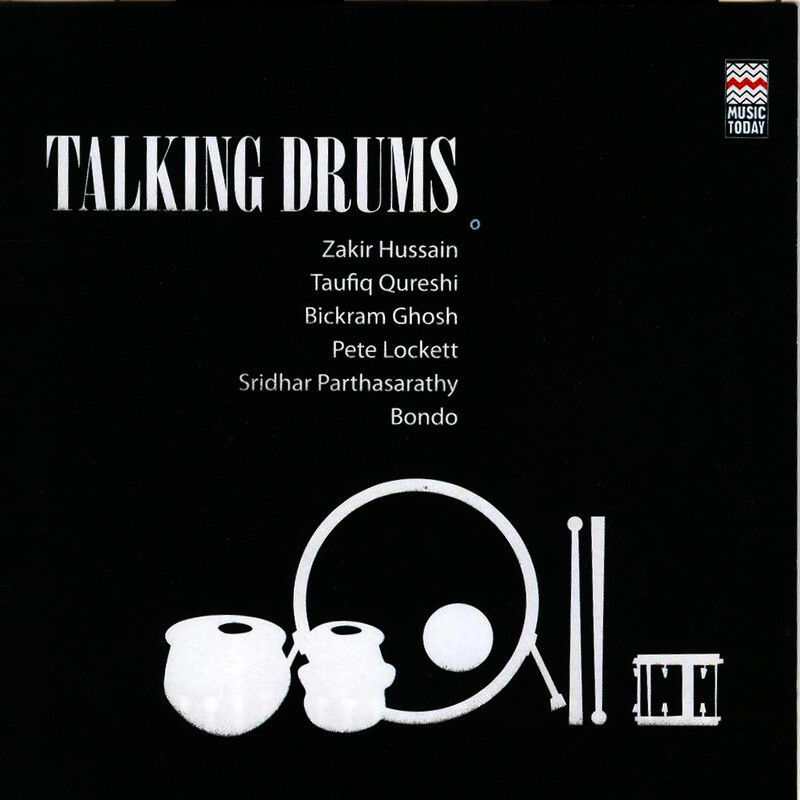 MUSIC
TODAY
TALKING DRUMS
Zakir Hussain
Taufiq Qureshi
Bickram Ghosh
Pete Lockett
Sridhar Parthasarathy
Bondo